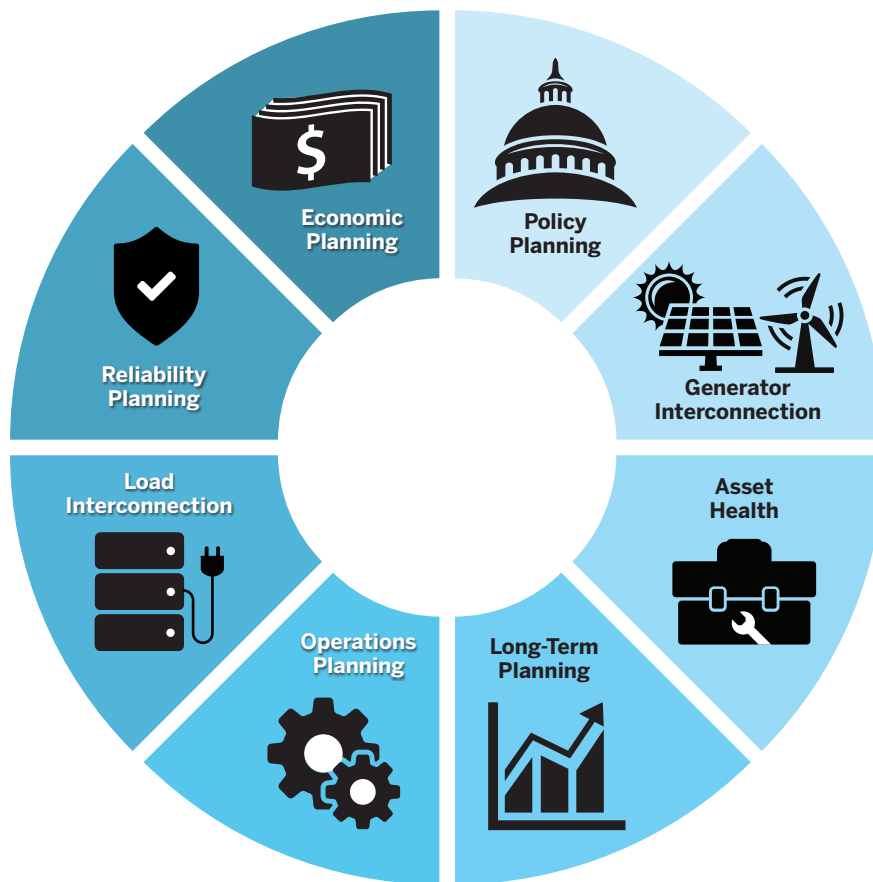 Economic
Planning
Policy
Planning
Generator
Interconnection
Asset
Health
Long-Term
Planning
Operations
Planning
Load
Interconnection
Reliability
Planning
$